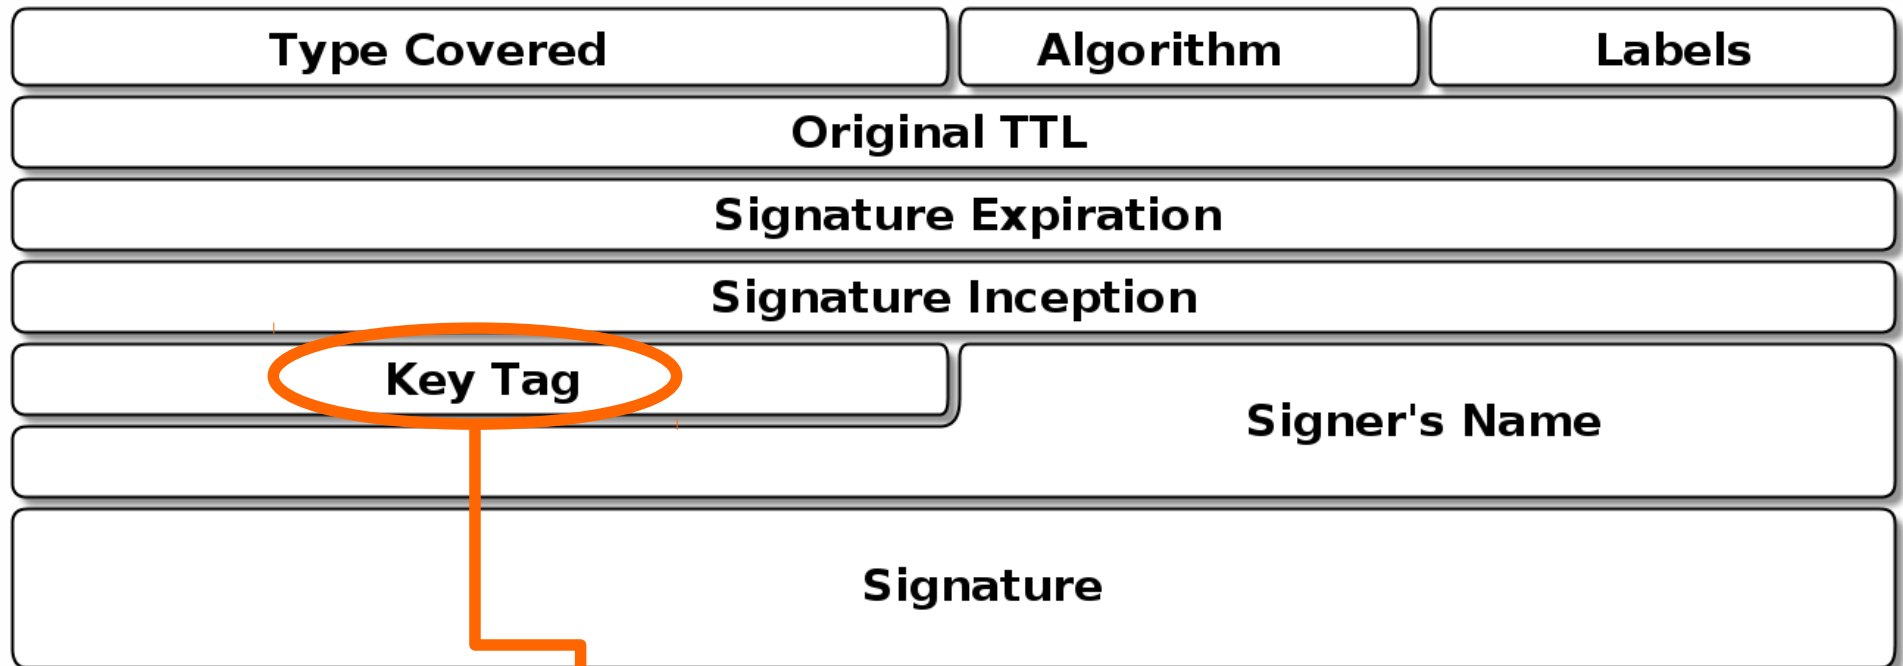 Type Covered Algorithm Labels
Original TTL
Signature Expiration
Signature Inception
Key Tag
Signer's Name
Signature